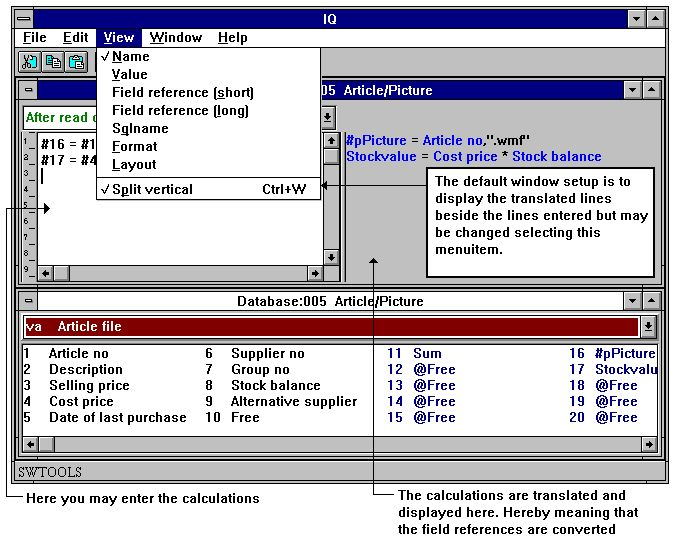 IQ
File Edit View Window Help
Name
Value
Field reference (short)
Field reference (long)
Sqlname
Format
Layout
Split vertical Ctrl+W
05 Article/Picture
After read
1 #16 = #1
2 #17 = #4
3
4
5
6
7
8
9
#pPicture = Article no,".wmf"
Stockvalue = Cost price * Stock balance
The default window setup is to
display the translated lines
beside the lines entered but may
be changed selecting this
menuitem.
Database:005 Article/Picture
va Article file
1 Article no 6 Supplier no 11 Sum 16 #pPicture
2 Description 7 Group no 12 @Free 17 Stockvalu
3 Selling price 8 Stock balance 13 @Free 18 @Free
4 Cost price 9 Alternative supplier 14 @Free 19 @Free
5 Date of last purchase 10 Free 15 @Free 20 @Free
SWTOOLS
Here you may enter the calculations
The calculations are translated and
displayed here. Hereby meaning that
the field references are converted